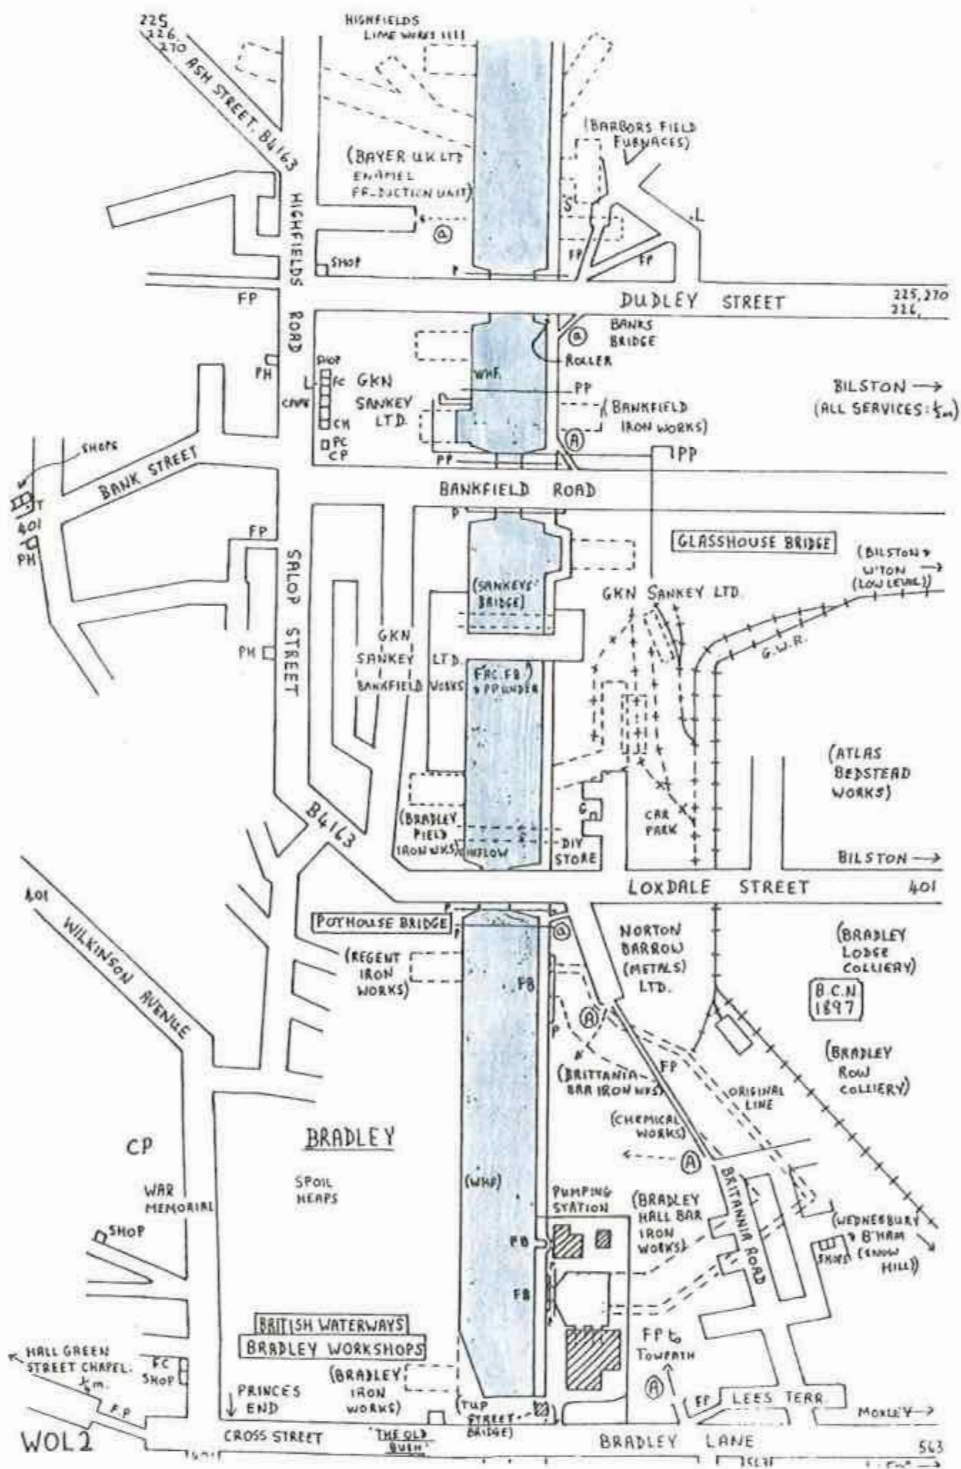 225,
226,
270
ASH STREET. B4163
HIGHFIELDS
LIME WORKS
(BARBORS FIELD
FURNACES)
(BAYER U.K LTD
ENAMEL
UNIT)
S
L
a
FP
FP
SHOP
P
HIGHFIELDS ROAD
FP
DUDLEY STREET
225,270
226,
a
BANKS
BRIDGE
ROLLER
PH
SHOP
FC
L
CAFE
CH
PC
CP
GKN
SANKEY
LTD.
WHF.
PP
(BANKFIELD
IRON WORKS)
BILSTON →
(ALL SERVICES: ½m)
A
PP
PP
SHOPS
BANK STREET
T
401
PH
BANKFIELD ROAD
P
FP
GLASSHOUSE BRIDGE
(BILSTON &
W'TON
(LOW LEVEL))
(SANKEYS'
BRIDGE)
GKN SANKEY LTD.
G.W.R.
SALOP STREET
PH
GKN
SANKEY LTD.
BANKFIELD WORKS
FAC. FB
& PP UNDER
(ATLAS
BEDSTEAD
WORKS)
B4163
(BRADLEY
FIELD
IRON WKS)
INFLOW
G
DIY
STORE
CAR
PARK
BILSTON →
LOXDALE STREET
401
401
WILKINSON AVENUE
P
POTHOUSE BRIDGE
P
a
(REGENT
IRON
WORKS)
FB
P
NORTON
BARROW
(METALS)
LTD.
(BRADLEY
LODGE
COLLIERY)
B.C.N
1897
A
(BRITTANIA
BAR IRON WKS)
FP
ORIGINAL
LINE
(BRADLEY
ROW
COLLIERY)
(CHEMICAL
WORKS)
A
BRADLEY
CP
WAR
MEMORIAL
SPOIL
HEAPS
(WHF)
PUMPING
STATION
(BRADLEY
HALL BAR
IRON
WORKS)
BRITANNIA ROAD
SHOP
FB
SHOPS
(WEDNESBURY
& B'HAM
(SNOW
HILL))
BRITISH WATERWAYS
BRADLEY WORKSHOPS
FP to
TOWPATH
A
HALL GREEN
STREET CHAPEL.
¼m.
FC
SHOP
F.P
PRINCES
END
(BRADLEY
IRON
WORKS)
(TUP
STREET
BRIDGE)
FP
LEES TERR.
MOXLEY →
WOL2
CROSS STREET
'THE OLD
BUSH'
BRADLEY LANE
563